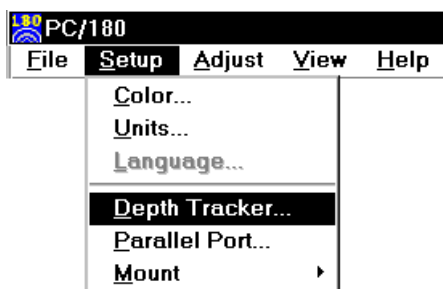 180 PC/180
File Setup Adjust View Help
Color...
Units...
Language...
Depth Tracker...
Parallel Port...
Mount